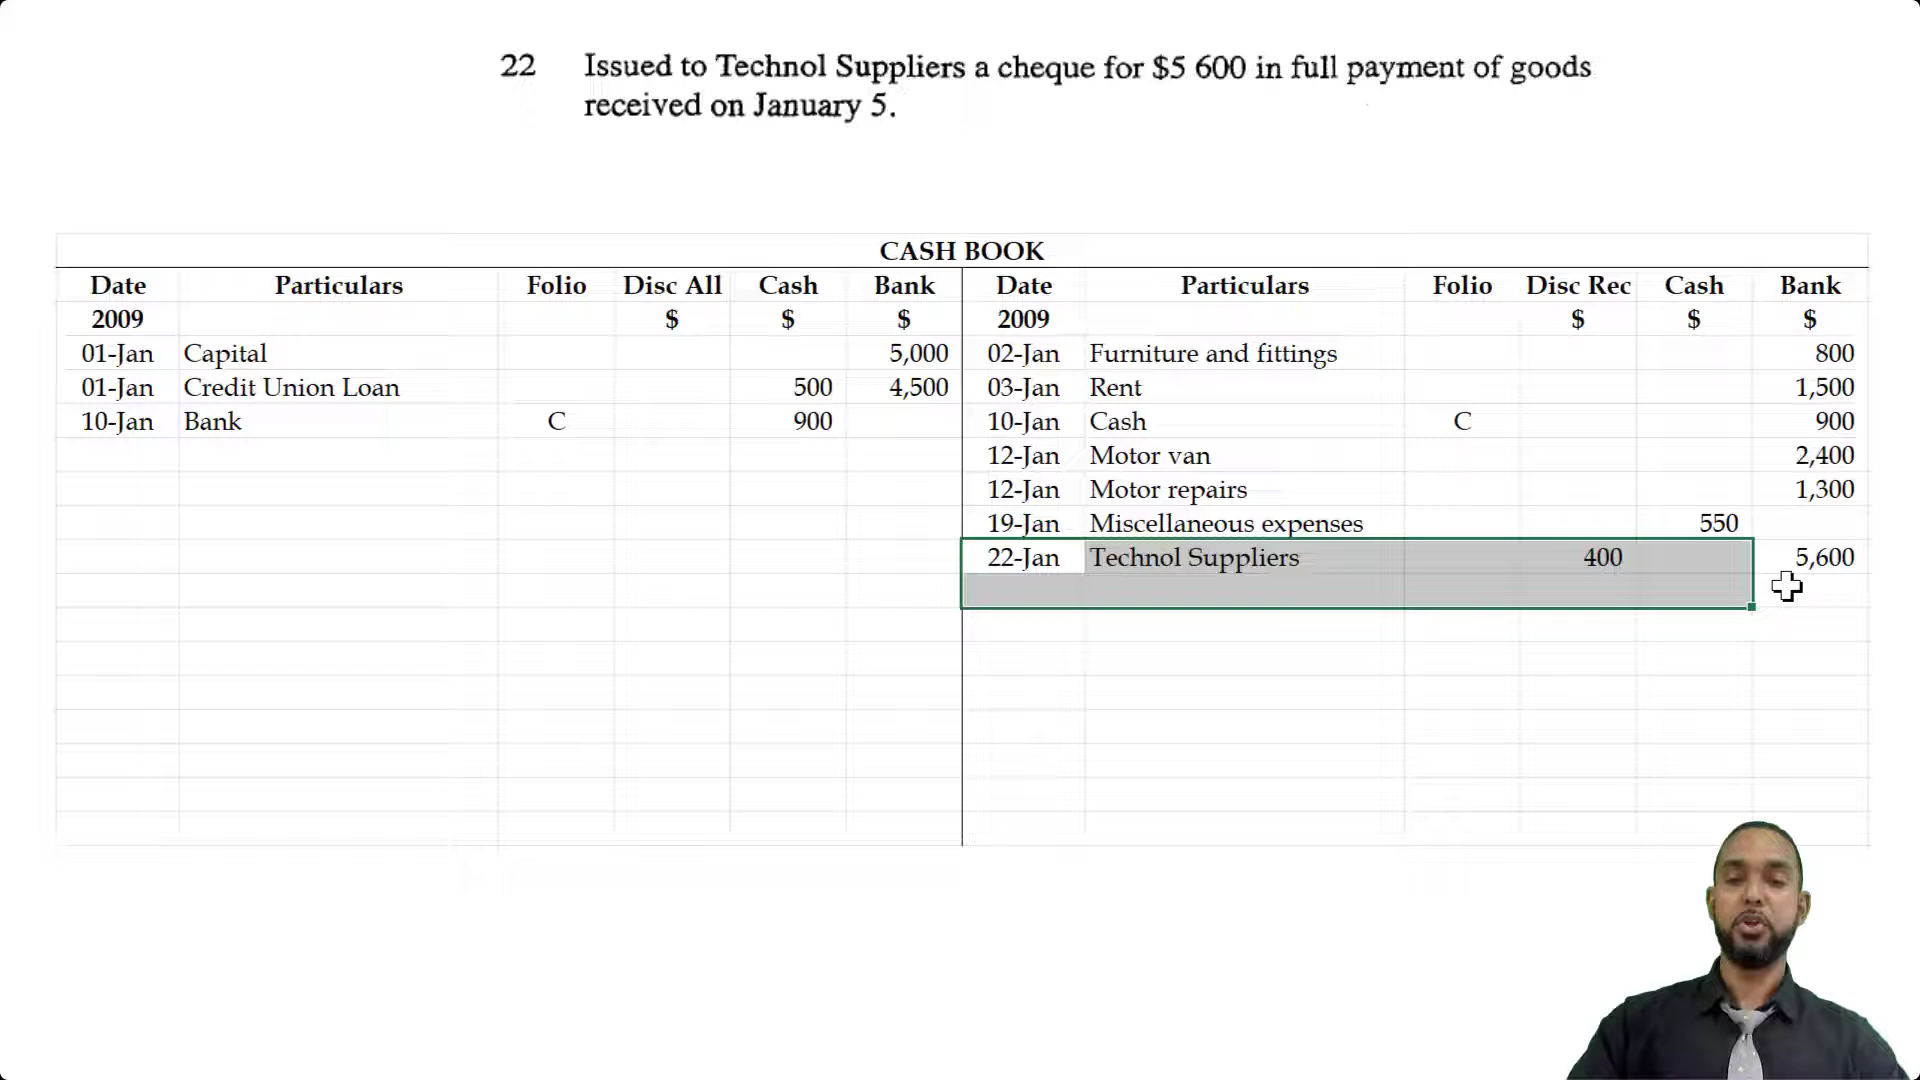 22 Issued to Technol Suppliers a cheque for $5 600 in full payment of goods
received on January 5.
CASH BOOK
Date Particulars Folio Disc All Cash Bank Date Particulars Folio Disc Rec Cash Bank
2009 $ $ $ 2009 $ $ $
01-Jan Capital 5,000 02-Jan Furniture and fittings 800
01-Jan Credit Union Loan 500 4,500 03-Jan Rent 1,500
10-Jan Bank C 900 10-Jan Cash C 900
12-Jan Motor van 2,400
12-Jan Motor repairs 1,300
19-Jan Miscellaneous expenses 550
22-Jan Technol Suppliers 400 5,600